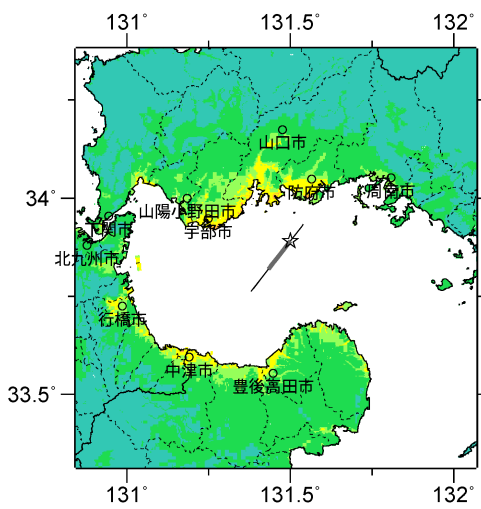 131° 131.5° 132°
山口市
34°
防府市
周南市
山陽小野田市
下関市
宇部市
北九州市
行橋市
中津市
豊後高田市
33.5°
131° 131.5° 132°